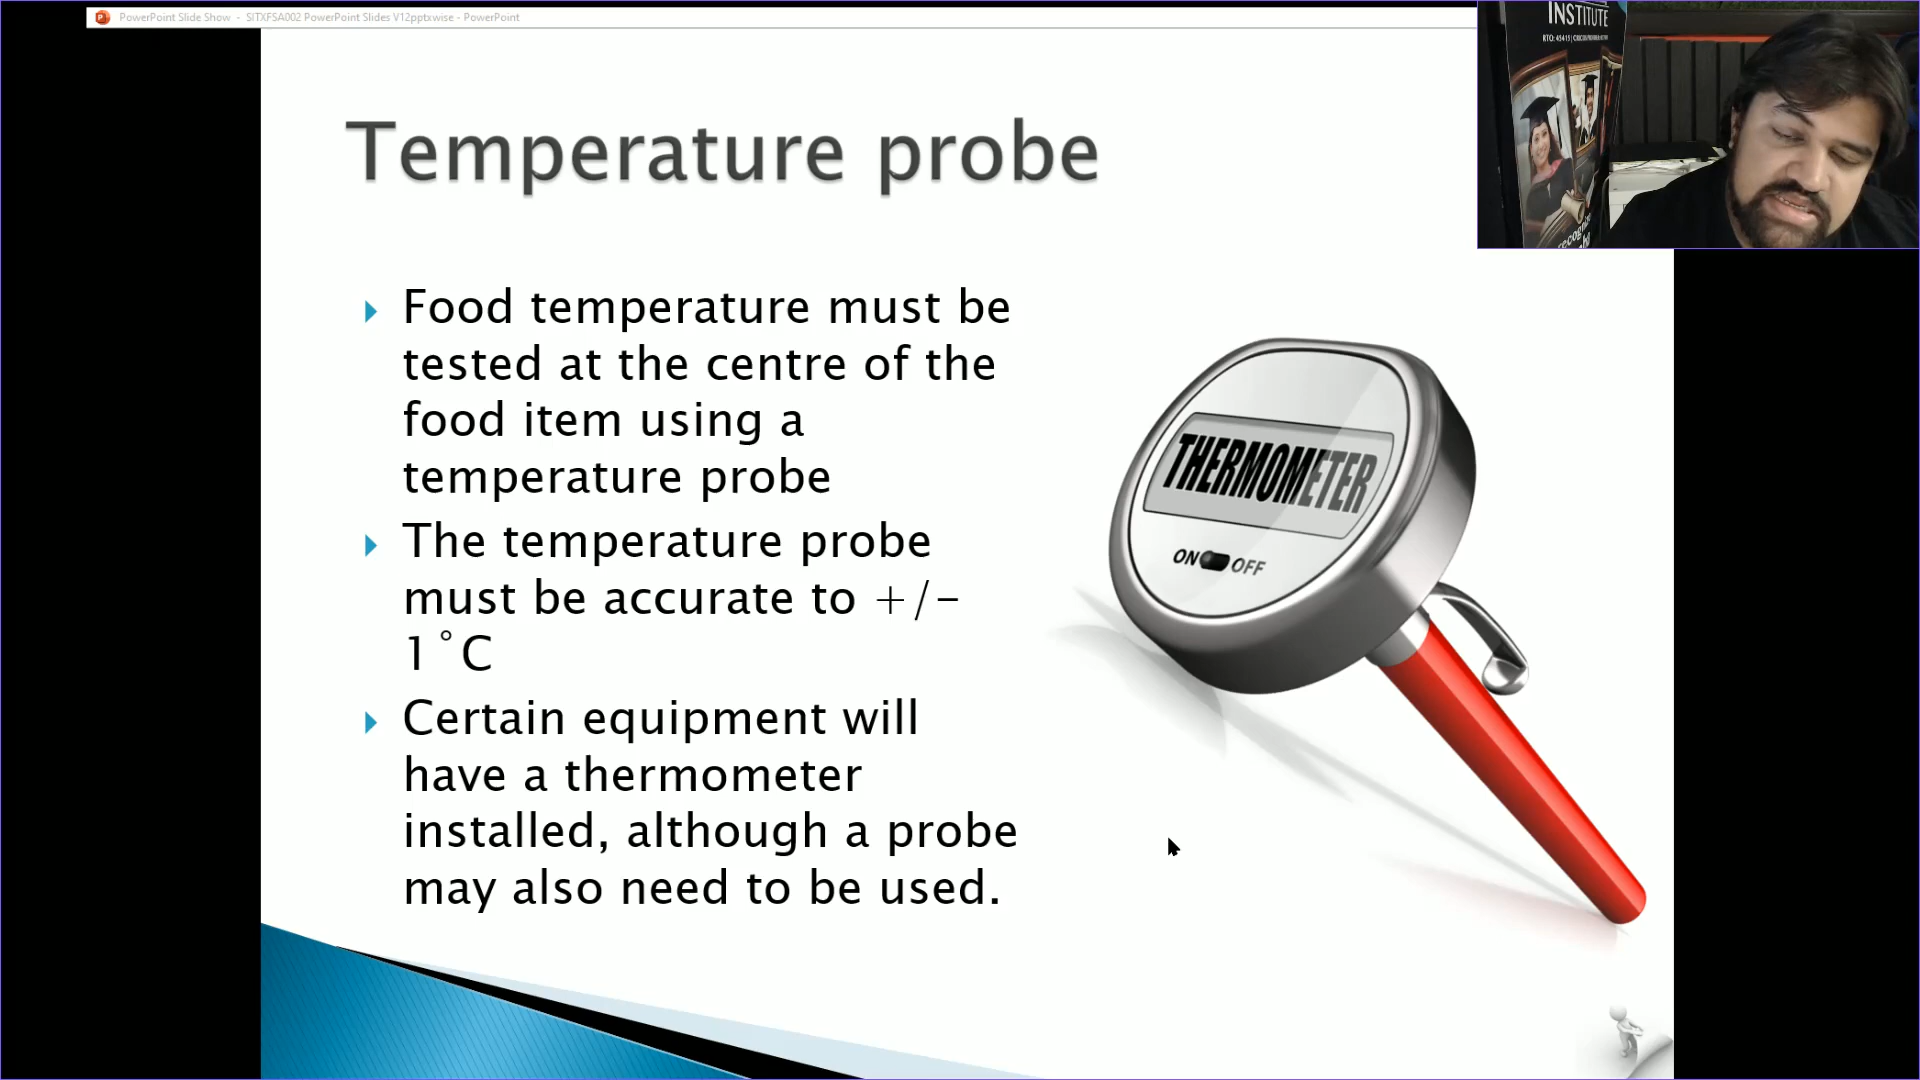 PowerPoint Slide Show - SITXFSA002 PowerPoint Slides V12pptxwise - PowerPoint
INSTITUTE
RTO: 45415 |
Temperature probe
Food temperature must be
tested at the centre of the
food item using a
temperature probe
The temperature probe
must be accurate to +/-
1°C
Certain equipment will
have a thermometer
installed, although a probe
may also need to be used.
THERMOMETER
ON OFF